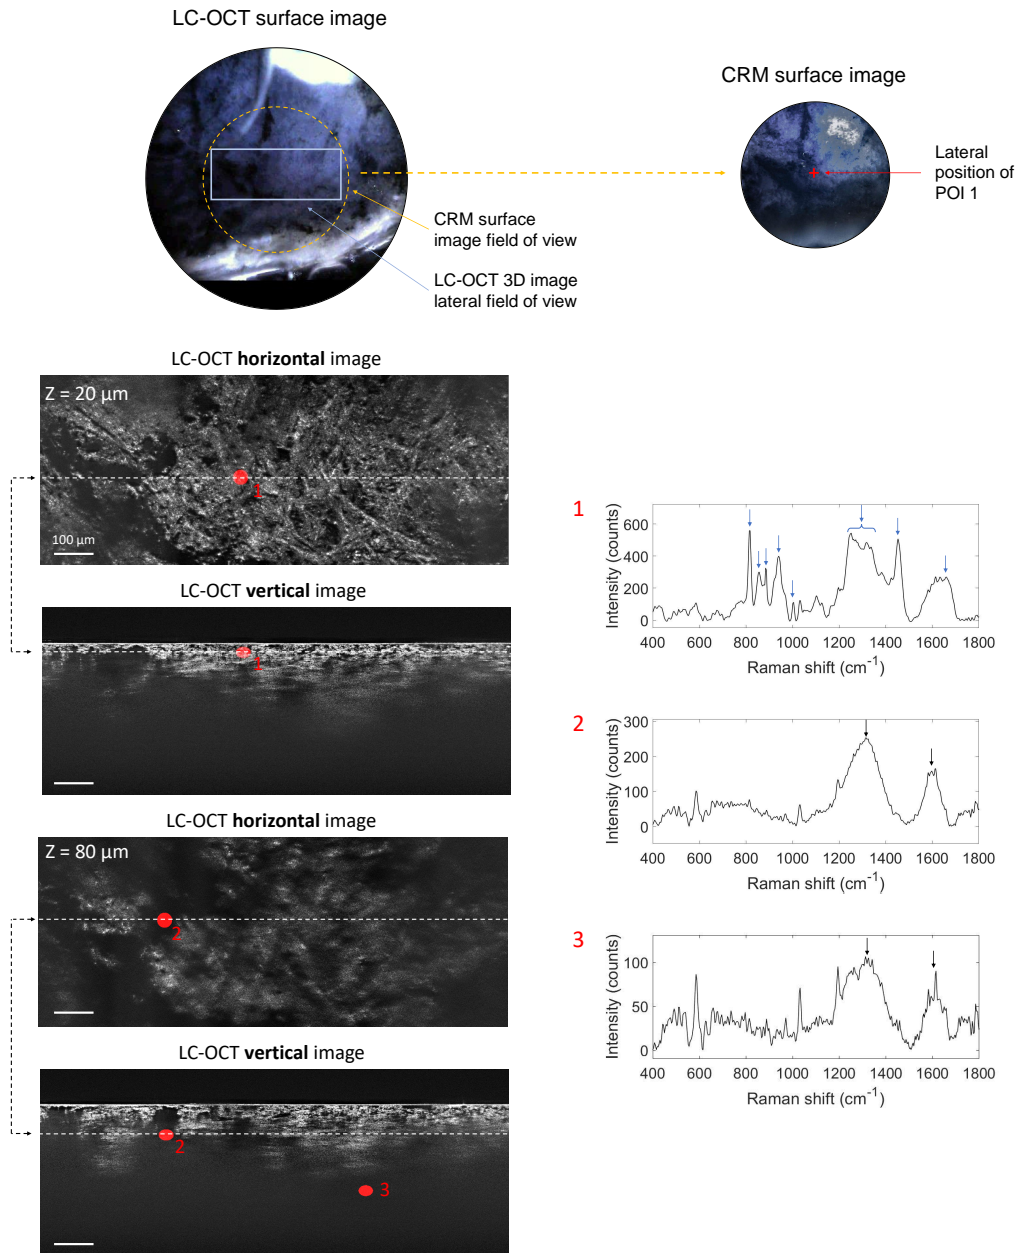 LC-OCT surface image
CRM surface image
Lateral
position of
POI 1
CRM surface
image field of view
LC-OCT 3D image
lateral field of view
LC-OCT horizontal image
Z = 20 µm
1
100 µm
LC-OCT vertical image
1
LC-OCT horizontal image
Z = 80 µm
2
LC-OCT vertical image
2
3
1
Intensity (counts)
600
400
200
0
400 600 800 1000 1200 1400 1600 1800
Raman shift (cm⁻¹)
2
Intensity (counts)
300
200
100
0
400 600 800 1000 1200 1400 1600 1800
Raman shift (cm⁻¹)
3
Intensity (counts)
100
50
0
400 600 800 1000 1200 1400 1600 1800
Raman shift (cm⁻¹)